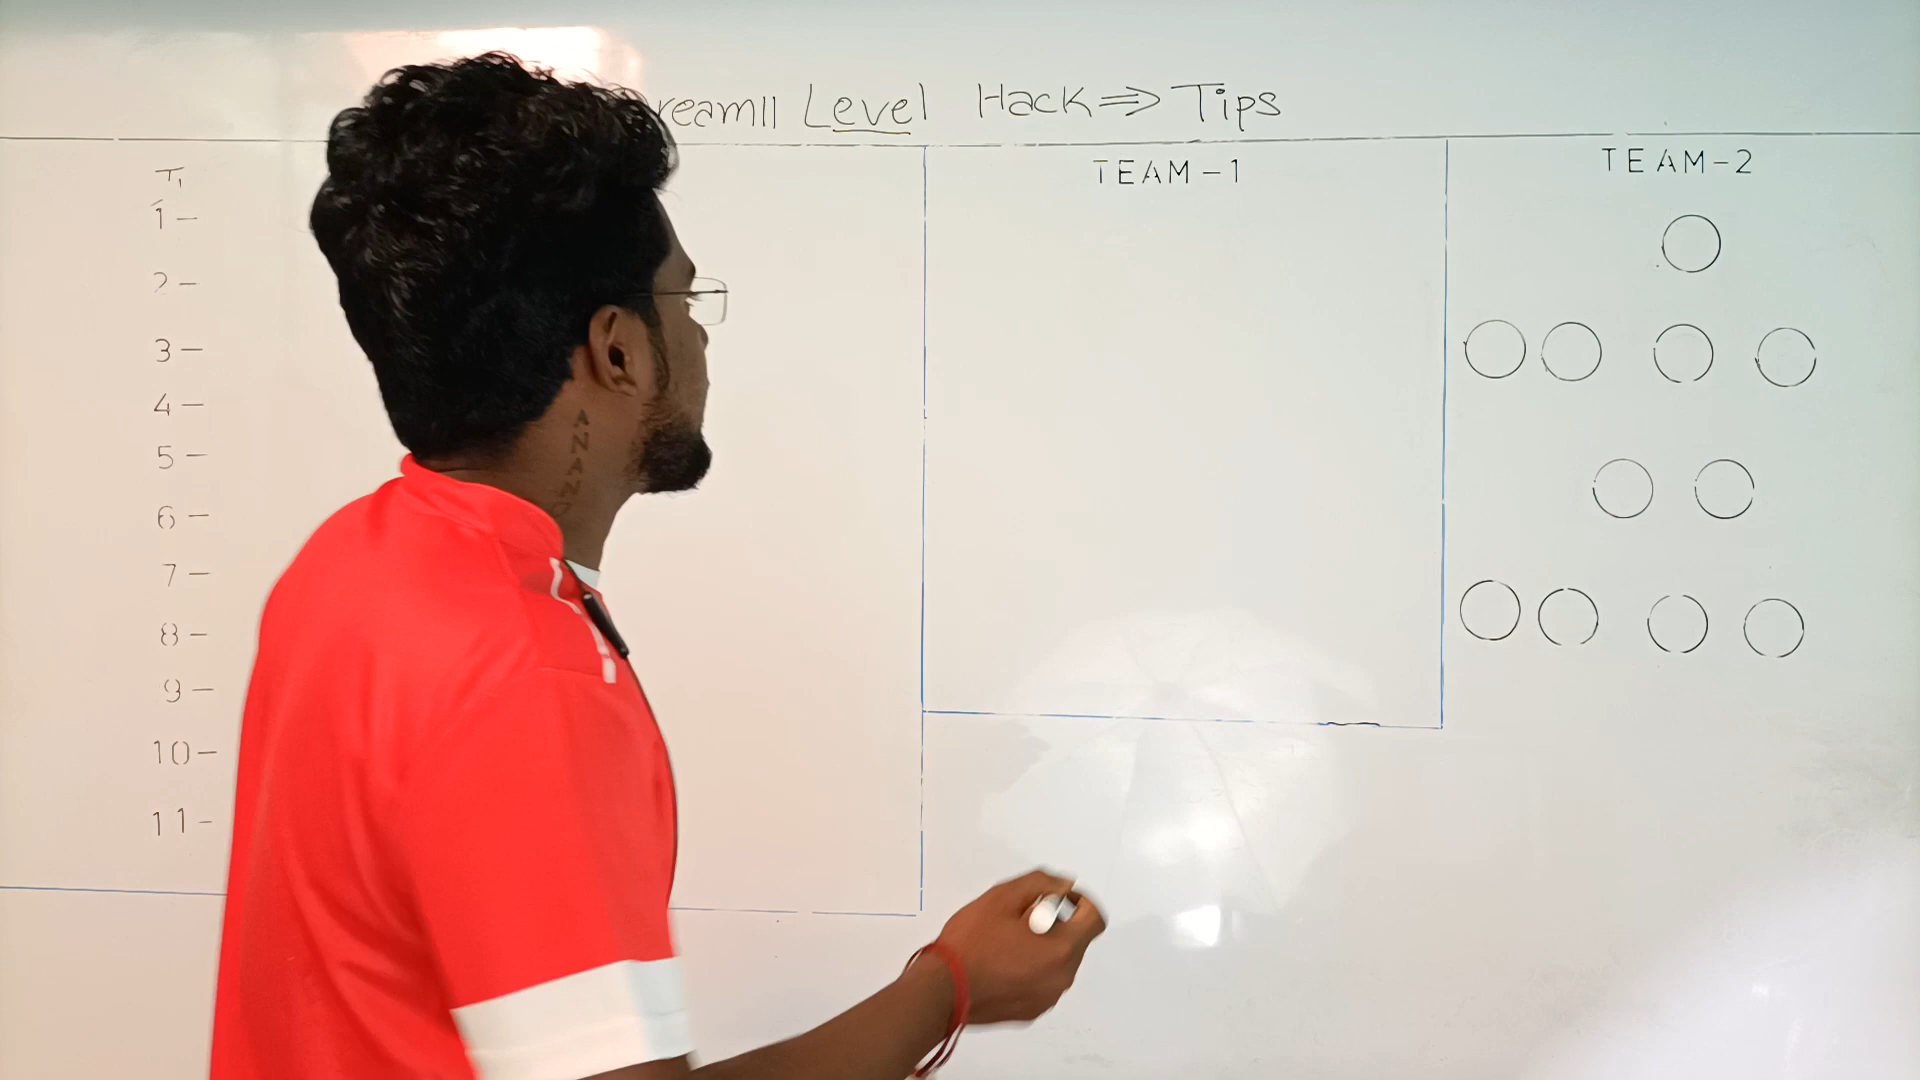 reamII Level Hack ⇒ Tips
T1
1 -
2 -
3 -
4 -
5 -
6 -
7 -
8 -
9 -
10 -
11 -
TEAM - 1
TEAM - 2
ANAND